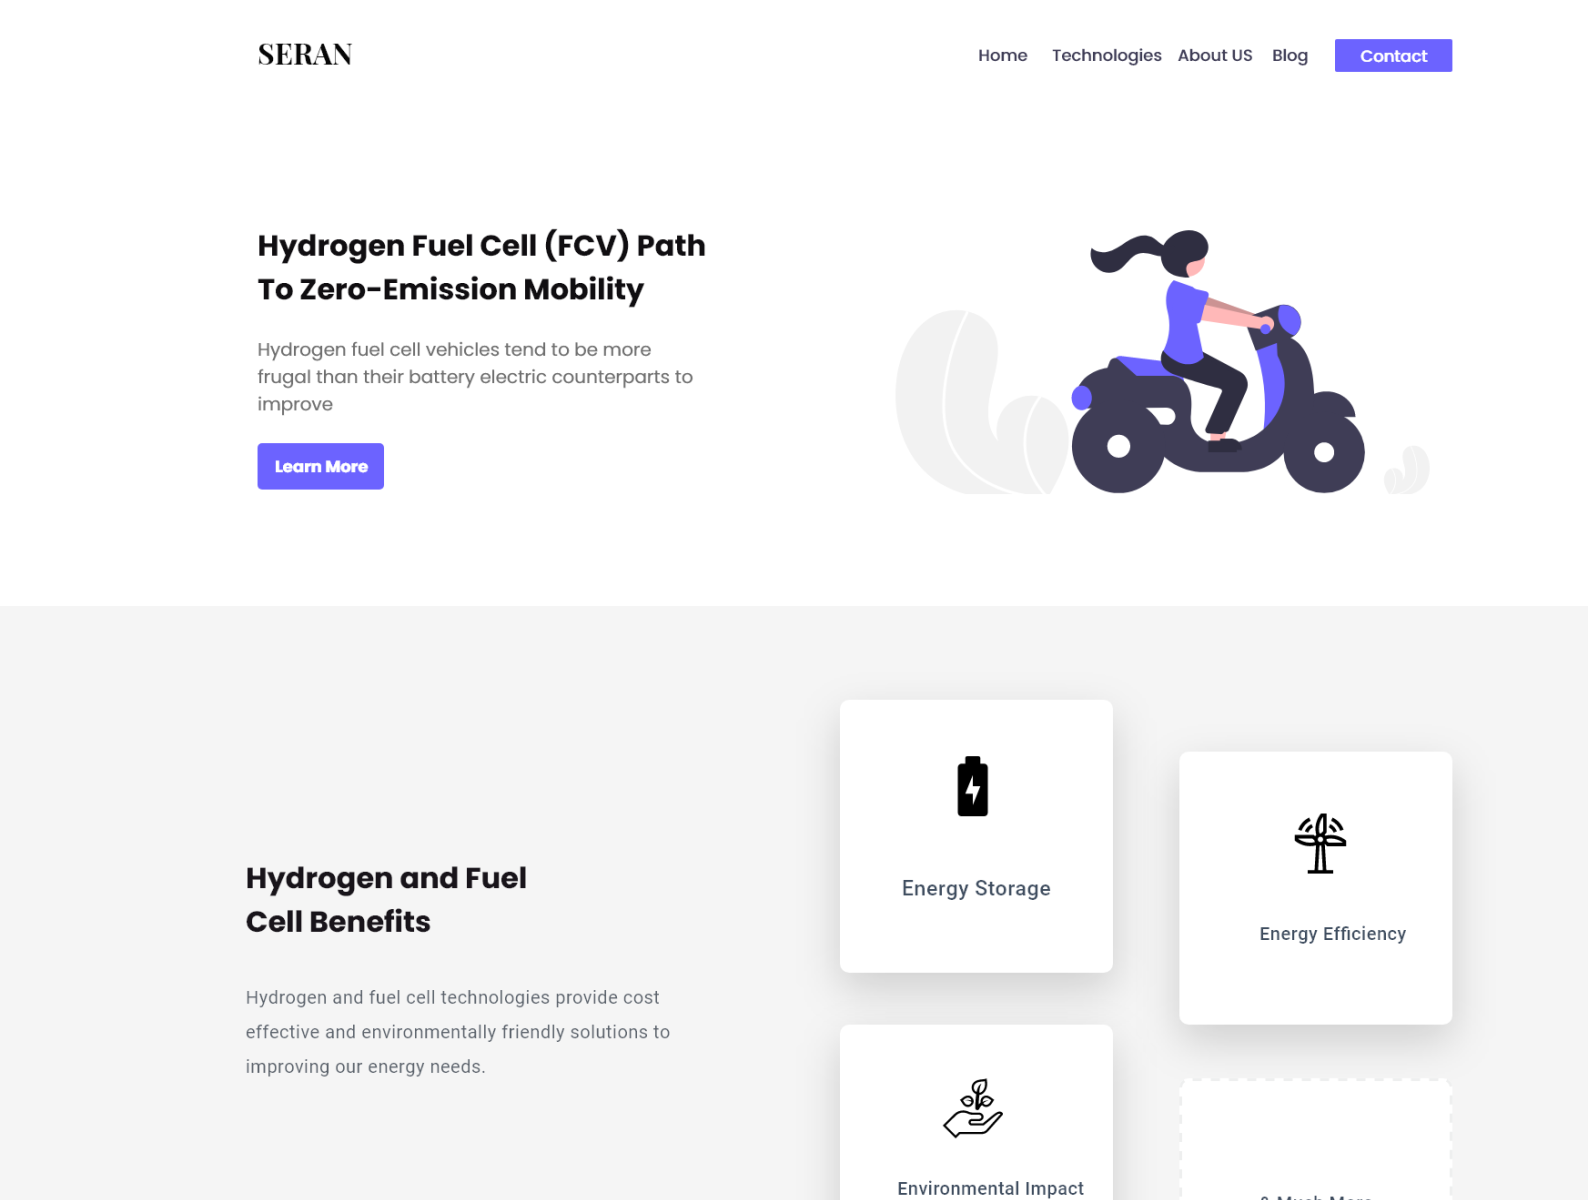 SERAN
Home
Technologies
About US
Blog
Contact
Hydrogen Fuel Cell (FCV) Path
To Zero-Emission Mobility
Hydrogen fuel cell vehicles tend to be more
frugal than their battery electric counterparts to
improve
Learn More
Hydrogen and Fuel
Cell Benefits
Hydrogen and fuel cell technologies provide cost
effective and environmentally friendly solutions to
improving our energy needs.
Energy Storage
Energy Efficiency
Environmental Impact
& Much More